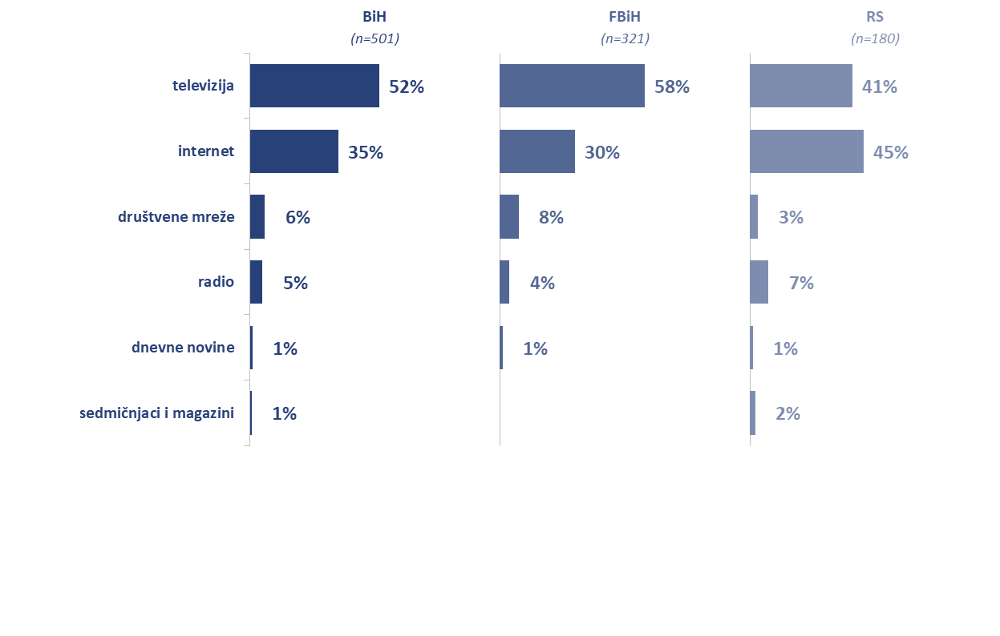 BiH FBiH RS
(n=501) (n=321) (n=180)
televizija 52% 58% 41%
internet 35% 30% 45%
društvene mreže 6% 8% 3%
radio 5% 4% 7%
dnevne novine 1% 1% 1%
sedmičnjaci i magazini 1% 2%